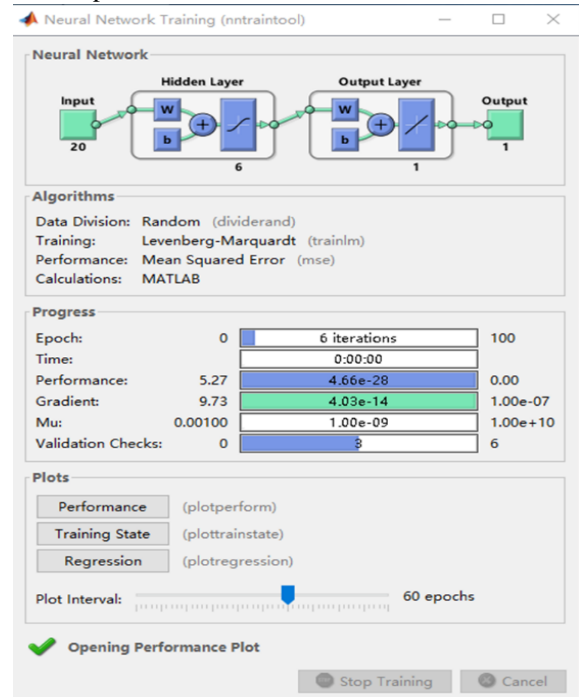 Neural Network Training (nntraintool)
Neural Network
Hidden Layer Output Layer
Input Output
W W
+ +
b b
20 1
6 1
Algorithms
Data Division: Random (dividerand)
Training: Levenberg-Marquardt (trainlm)
Performance: Mean Squared Error (mse)
Calculations: MATLAB
Progress
Epoch: 0 6 iterations 100
Time: 0:00:00
Performance: 5.27 4.66e-28 0.00
Gradient: 9.73 4.03e-14 1.00e-07
Mu: 0.00100 1.00e-09 1.00e+10
Validation Checks: 0 3 6
Plots
Performance (plotperform)
Training State (plottrainstate)
Regression (plotregression)
Plot Interval: 60 epochs
Opening Performance Plot
Stop Training Cancel